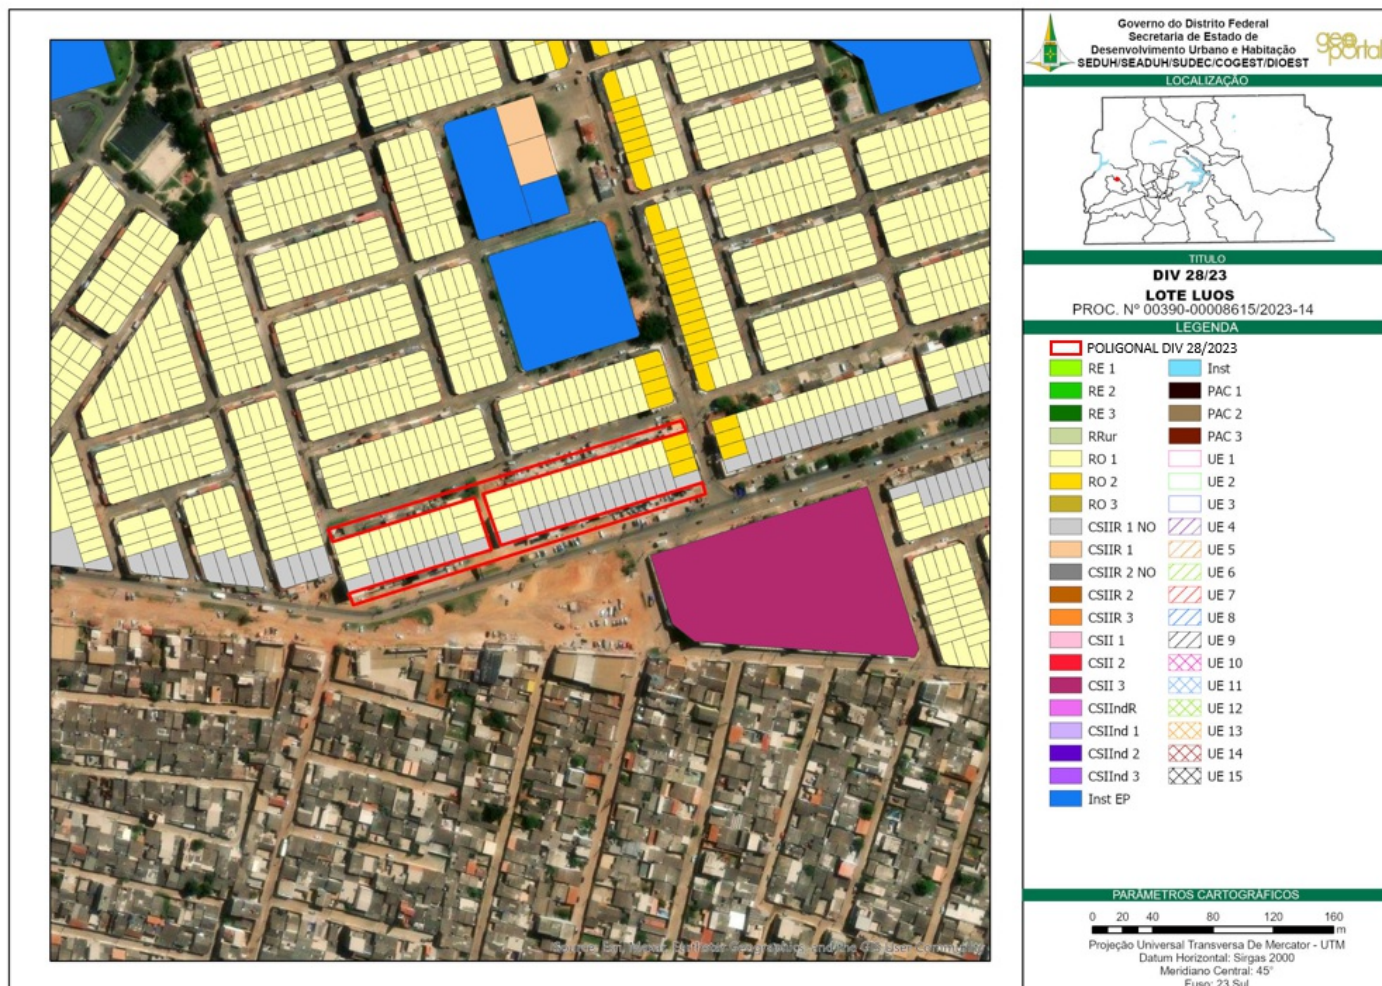 Governo do Distrito Federal
Secretaria de Estado de
Desenvolvimento Urbano e Habitação
SEDUH/SEADUH/SUDEC/COGEST/DIOEST
geoportal
LOCALIZAÇÃO
TITULO
DIV 28/23
LOTE LUOS
PROC. Nº 00390-00008615/2023-14
LEGENDA
POLIGONAL DIV 28/2023
RE 1
RE 2
RE 3
RRur
RO 1
RO 2
RO 3
CSIIR 1 NO
CSIIR 1
CSIIR 2 NO
CSIIR 2
CSIIR 3
CSII 1
CSII 2
CSII 3
CSIIndR
CSIInd 1
CSIInd 2
CSIInd 3
Inst EP
Inst
PAC 1
PAC 2
PAC 3
UE 1
UE 2
UE 3
UE 4
UE 5
UE 6
UE 7
UE 8
UE 9
UE 10
UE 11
UE 12
UE 13
UE 14
UE 15
PARÂMETROS CARTOGRÁFICOS
0 20 40 80 120 160
m
Projeção Universal Transversa De Mercator - UTM
Datum Horizontal: Sirgas 2000
Meridiano Central: 45°
Fuso: 23 Sul